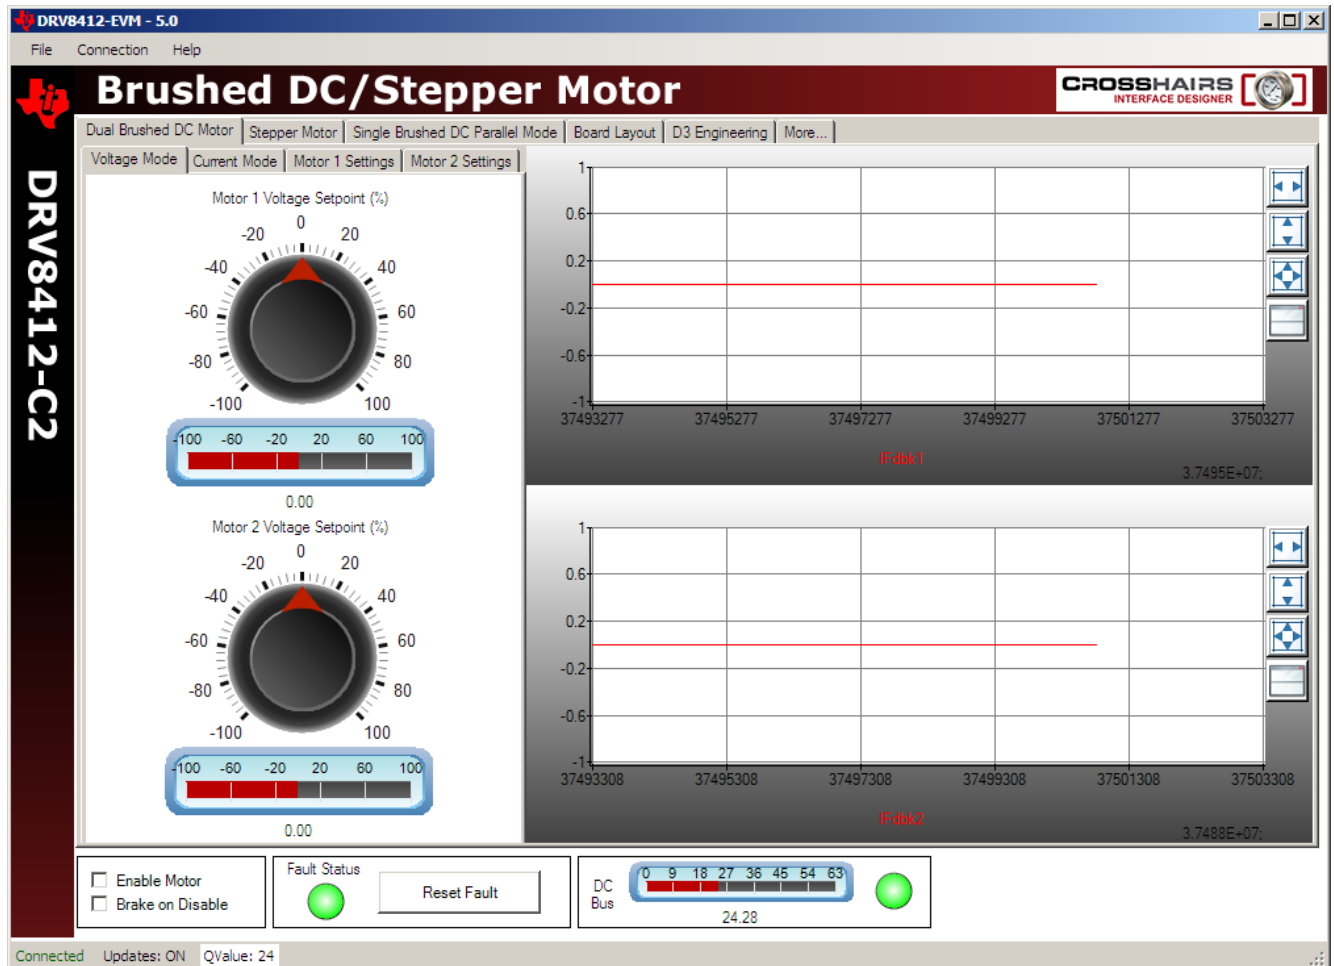 DRV8412-EVM - 5.0
File Connection Help
Brushed DC/Stepper Motor
CROSSHAIRS
INTERFACE DESIGNER
DRV8412-C2
Dual Brushed DC Motor Stepper Motor Single Brushed DC Parallel Mode Board Layout D3 Engineering More...
Voltage Mode Current Mode Motor 1 Settings Motor 2 Settings
Motor 1 Voltage Setpoint (%)
0
-20 20
-40 40
-60 60
-80 80
-100 100
-100 -60 -20 20 60 100
0.00
Motor 2 Voltage Setpoint (%)
0
-20 20
-40 40
-60 60
-80 80
-100 100
-100 -60 -20 20 60 100
0.00
1
0.6
0.2
-0.2
-0.6
-1
37493277 37495277 37497277 37499277 37501277 37503277
IFdbk1
3.7495E+07;
1
0.6
0.2
-0.2
-0.6
-1
37493308 37495308 37497308 37499308 37501308 37503308
IFdbk2
3.7488E+07;
Enable Motor
Brake on Disable
Fault Status
Reset Fault
DC
Bus
0 9 18 27 36 45 54 63
24.28
Connected Updates: ON QValue: 24